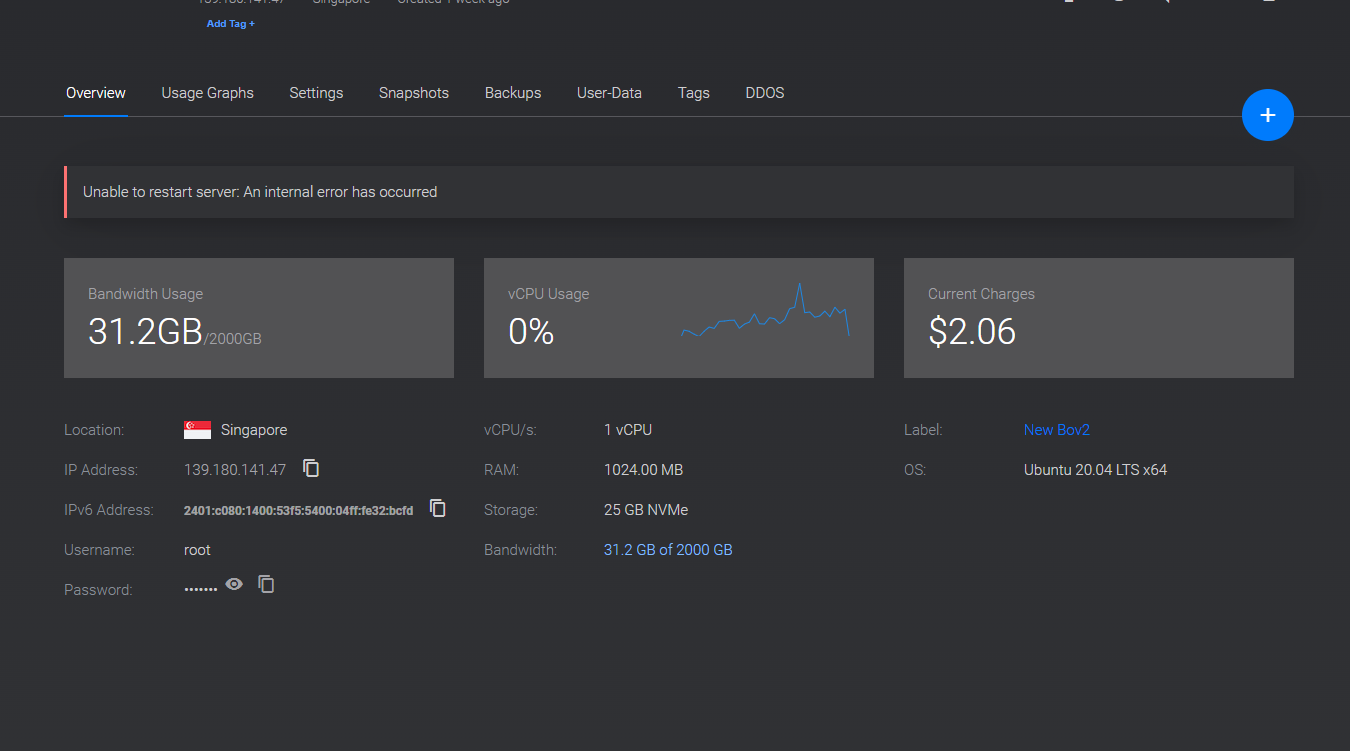 139.180.141.47 Singapore Created 1 week ago
Add Tag +
Overview Usage Graphs Settings Snapshots Backups User-Data Tags DDOS
+
Unable to restart server: An internal error has occurred
Bandwidth Usage
31.2GB/2000GB
vCPU Usage
0%
Current Charges
$2.06
Location: Singapore
IP Address: 139.180.141.47
IPv6 Address: 2401:c080:1400:53f5:5400:04ff:fe32:bcfd
Username: root
Password: •••••••
vCPU/s: 1 vCPU
RAM: 1024.00 MB
Storage: 25 GB NVMe
Bandwidth: 31.2 GB of 2000 GB
Label: New Bov2
OS: Ubuntu 20.04 LTS x64